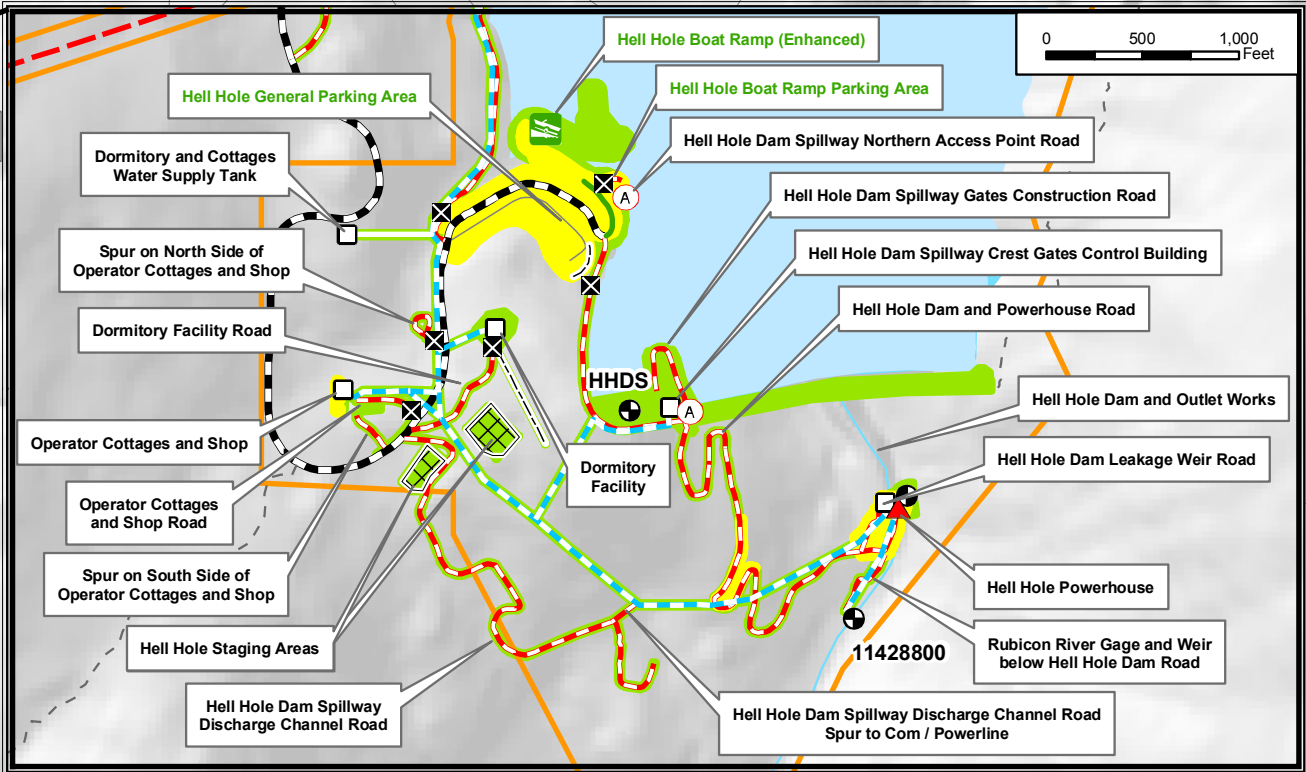 Hell Hole Boat Ramp (Enhanced)
0 500 1,000
Feet
Hell Hole General Parking Area
Hell Hole Boat Ramp Parking Area
Hell Hole Dam Spillway Northern Access Point Road
Dormitory and Cottages
Water Supply Tank
A
Hell Hole Dam Spillway Gates Construction Road
Spur on North Side of
Operator Cottages and Shop
Hell Hole Dam Spillway Crest Gates Control Building
Dormitory Facility Road
Hell Hole Dam and Powerhouse Road
HHDS
A
Hell Hole Dam and Outlet Works
Operator Cottages and Shop
Hell Hole Dam Leakage Weir Road
Dormitory
Facility
Operator Cottages
and Shop Road
Spur on South Side of
Operator Cottages and Shop
Hell Hole Powerhouse
Hell Hole Staging Areas
11428800
Rubicon River Gage and Weir
below Hell Hole Dam Road
Hell Hole Dam Spillway
Discharge Channel Road
Hell Hole Dam Spillway Discharge Channel Road
Spur to Com / Powerline